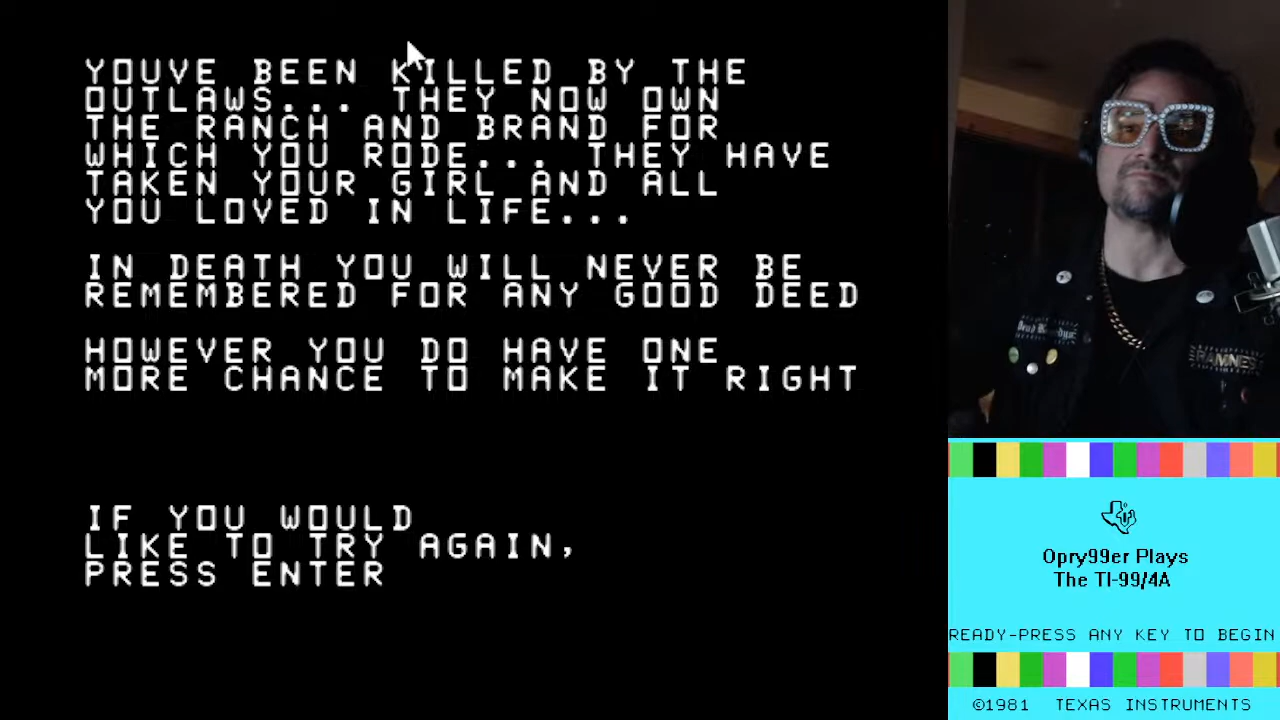 YOUVE BEEN KILLED BY THE
OUTLAWS... THEY NOW OWN
THE RANCH AND BRAND FOR
WHICH YOU RODE... THEY HAVE
TAKEN YOUR GIRL AND ALL
YOU LOVED IN LIFE...
IN DEATH YOU WILL NEVER BE
REMEMBERED FOR ANY GOOD DEED
HOWEVER YOU DO HAVE ONE
MORE CHANCE TO MAKE IT RIGHT
IF YOU WOULD
LIKE TO TRY AGAIN,
PRESS ENTER
Opry99er Plays
The TI-99/4A
READY-PRESS ANY KEY TO BEGIN
©1981 TEXAS INSTRUMENTS